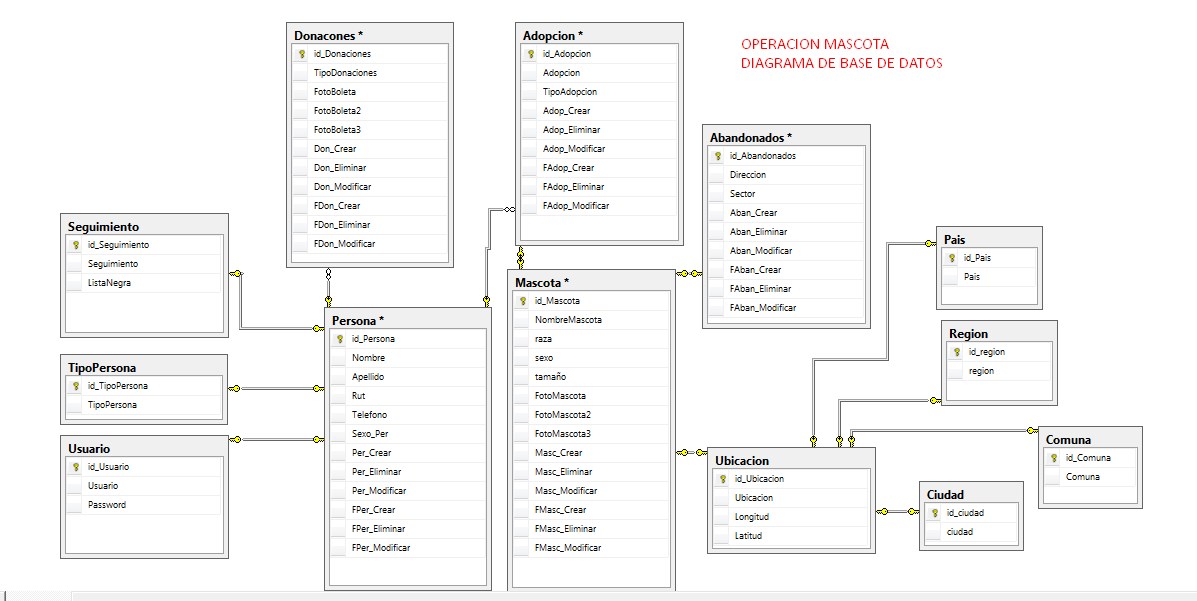 OPERACION MASCOTA
DIAGRAMA DE BASE DE DATOS
Donacones *
id_Donaciones
TipoDonaciones
FotoBoleta
FotoBoleta2
FotoBoleta3
Don_Crear
Don_Eliminar
Don_Modificar
FDon_Crear
FDon_Eliminar
FDon_Modificar
Adopcion *
id_Adopcion
Adopcion
TipoAdopcion
Adop_Crear
Adop_Eliminar
Adop_Modificar
FAdop_Crear
FAdop_Eliminar
FAdop_Modificar
Abandonados *
id_Abandonados
Direccion
Sector
Aban_Crear
Aban_Eliminar
Aban_Modificar
FAban_Crear
FAban_Eliminar
FAban_Modificar
Seguimiento
id_Seguimiento
Seguimiento
ListaNegra
TipoPersona
id_TipoPersona
TipoPersona
Usuario
id_Usuario
Usuario
Password
Persona *
id_Persona
Nombre
Apellido
Rut
Telefono
Sexo_Per
Per_Crear
Per_Eliminar
Per_Modificar
FPer_Crear
FPer_Eliminar
FPer_Modificar
Mascota *
id_Mascota
NombreMascota
raza
sexo
tamaño
FotoMascota
FotoMascota2
FotoMascota3
Masc_Crear
Masc_Eliminar
Masc_Modificar
FMasc_Crear
FMasc_Eliminar
FMasc_Modificar
Pais
id_Pais
Pais
Region
id_region
region
Comuna
id_Comuna
Comuna
Ubicacion
id_Ubicacion
Ubicacion
Longitud
Latitud
Ciudad
id_ciudad
ciudad